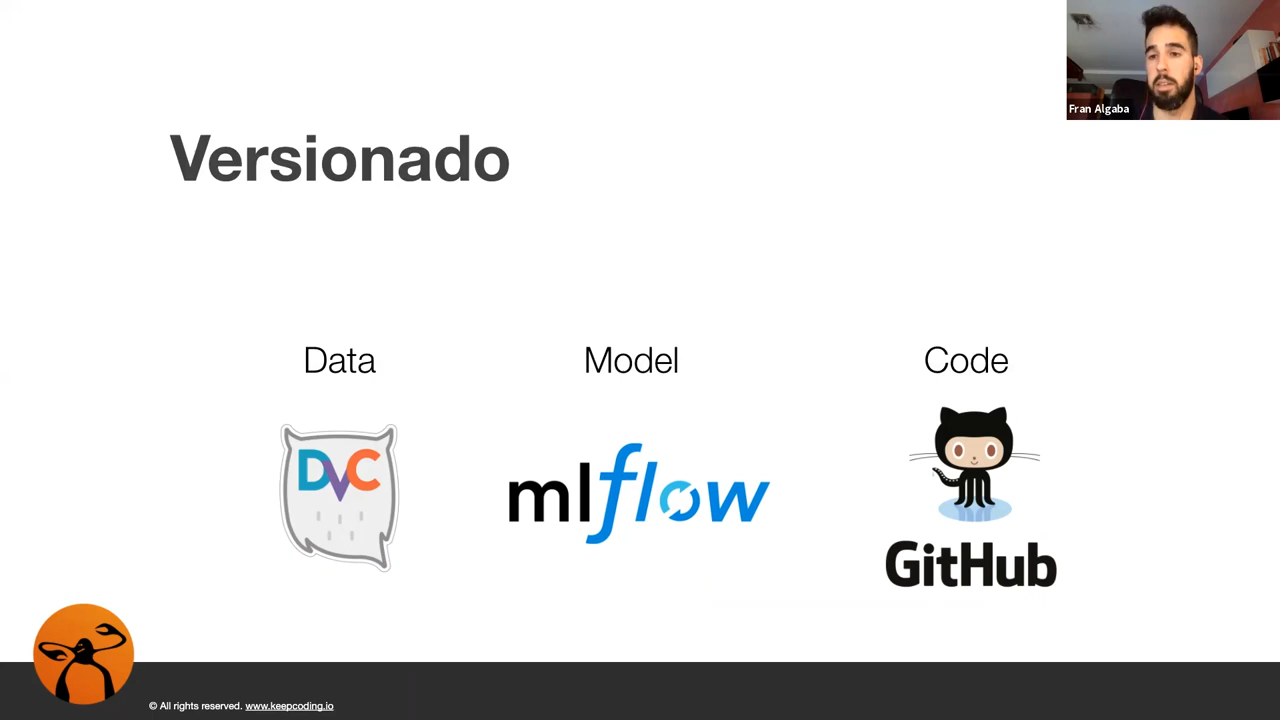 Fran Algaba
Versionado
Data
Model
Code
DVC
mlflow
GitHub
© All rights reserved. www.keepcoding.io